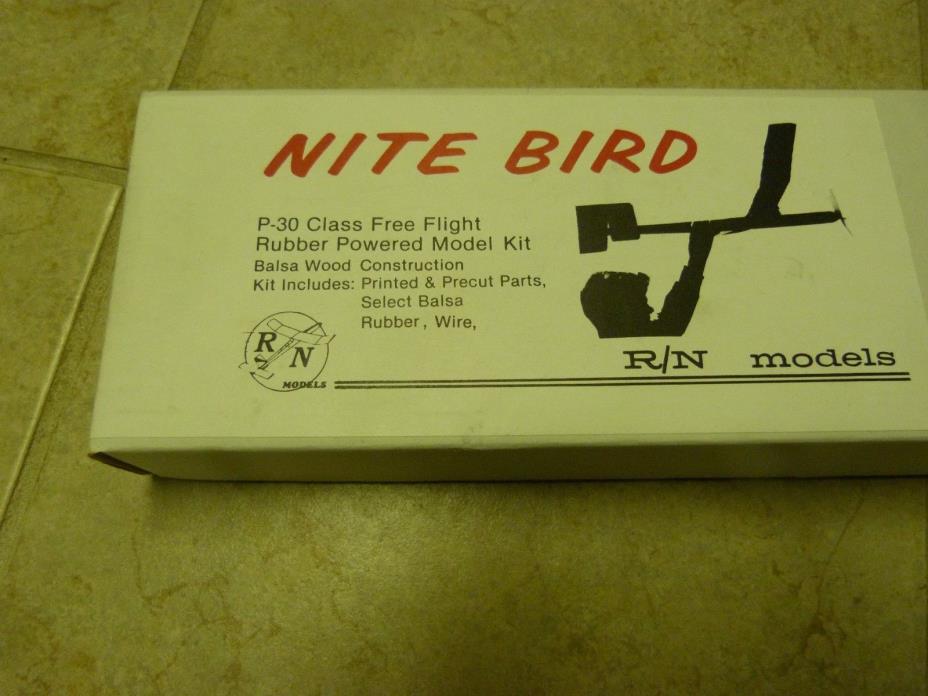 NITE BIRD
P-30 Class Free Flight
Rubber Powered Model Kit
Balsa Wood Construction
Kit Includes: Printed & Precut Parts,
Select Balsa
Rubber, Wire,
R N
MODELS
R/N models